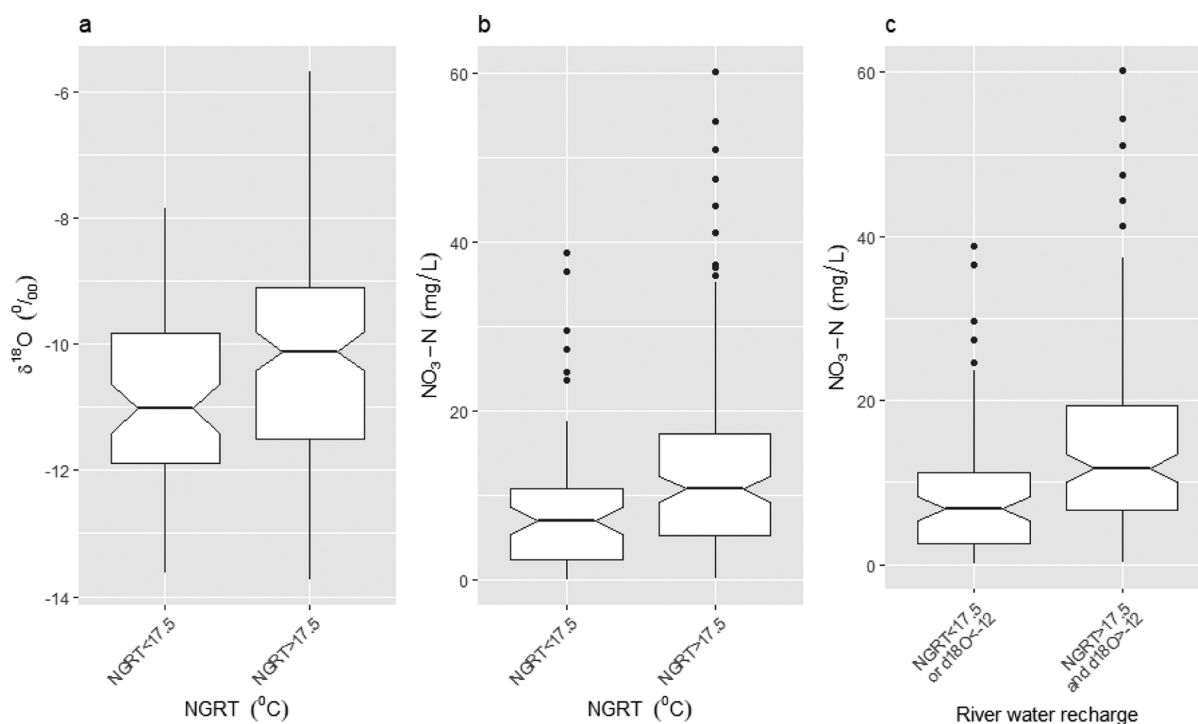 a
δ18O (0/00)
-6
-8
-10
-12
-14
NGRT<17.5
NGRT>17.5
NGRT (0C)
b
NO3−N (mg/L)
60
40
20
0
NGRT<17.5
NGRT>17.5
NGRT (0C)
c
NO3−N (mg/L)
60
40
20
0
NGRT<17.5
or d18O<-12
NGRT>17.5
and d18O>-12
River water recharge